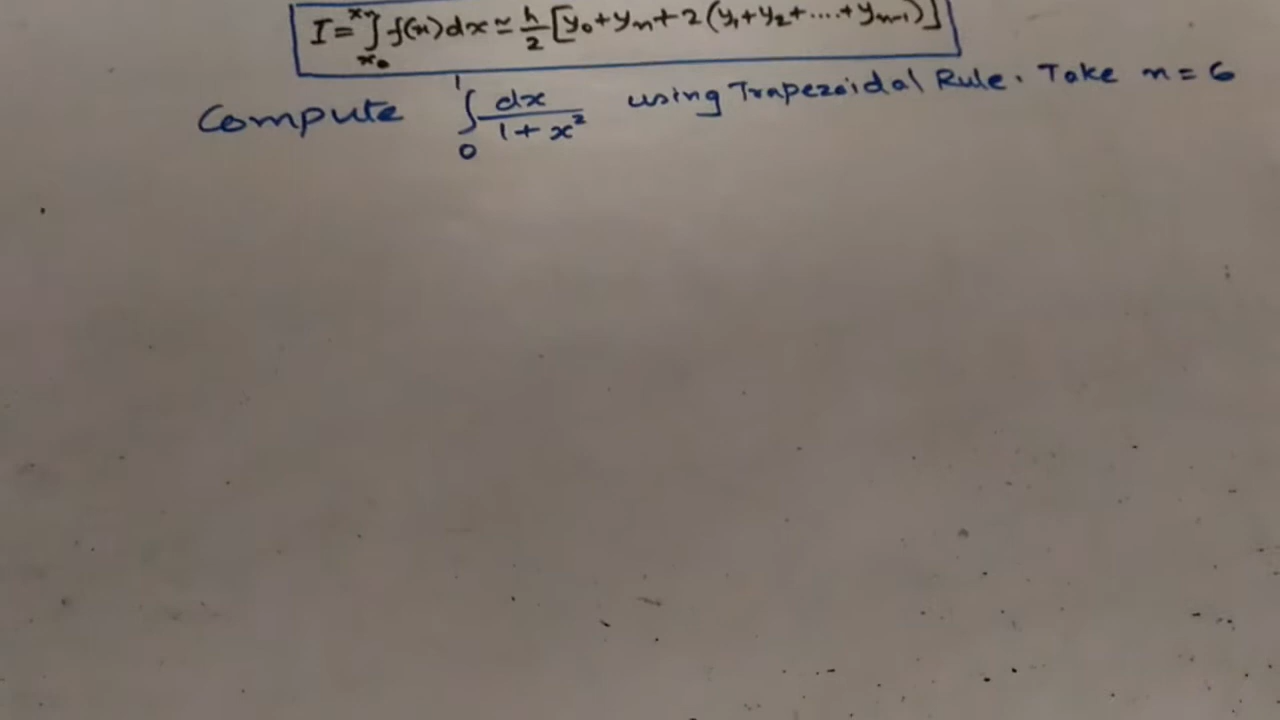 I = ∫_{x₀}^{xₙ} f(x)dx ≃ h/2 [y₀+yₙ+2(y₁+y₂+....+yₙ₋₁)]
Compute ∫₀¹ dx/(1+x²) using Trapezoidal Rule. Take n = 6